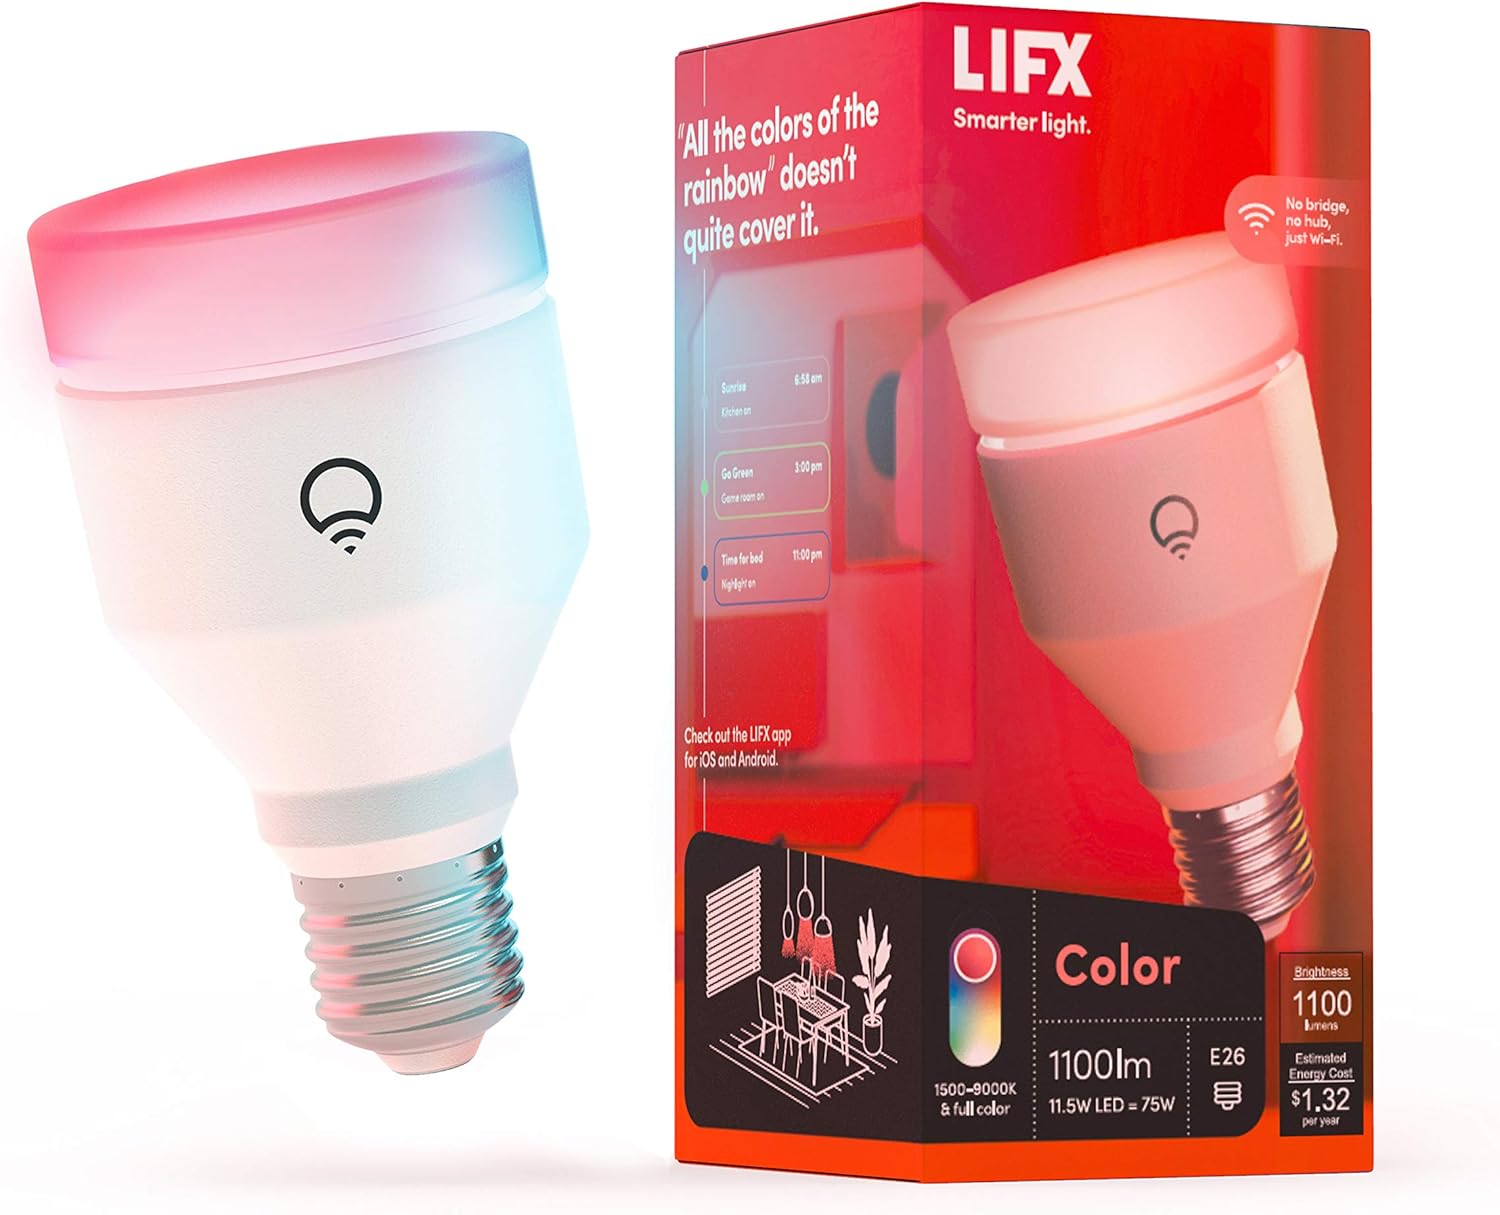 "All the colors of the
rainbow" doesn't
quite cover it.
Sunrise 6:58 am
Kitchen on
Go Green 3:00 pm
Game room on
Time for bed 11:00 pm
Nighlight on
Check out the LIFX app
for iOS and Android.
LIFX
Smarter light.
No bridge,
no hub,
just Wi-Fi.
1500-9000K
& full color
Color
1100lm
11.5W LED = 75W
E26
Brightness
1100
lumens
Estimated
Energy Cost
$1.32
per year